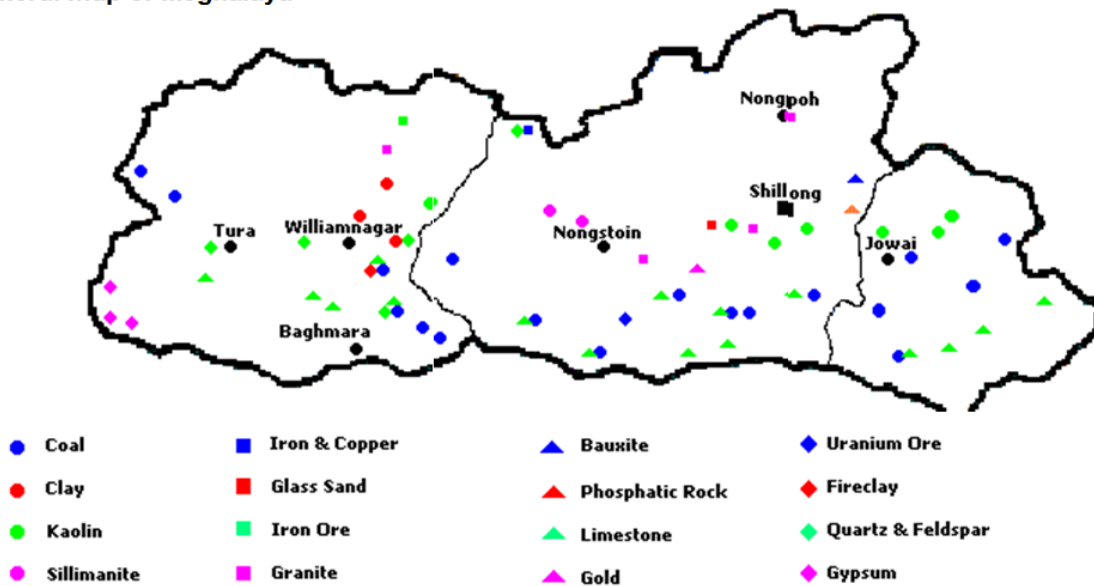 Nongpoh
Shillong
Tura
Williamnagar
Nongstoin
Jowai
Baghmara
Coal
Iron & Copper
Bauxite
Uranium Ore
Clay
Glass Sand
Phosphatic Rock
Fireclay
Kaolin
Iron Ore
Limestone
Quartz & Feldspar
Sillimanite
Granite
Gold
Gypsum